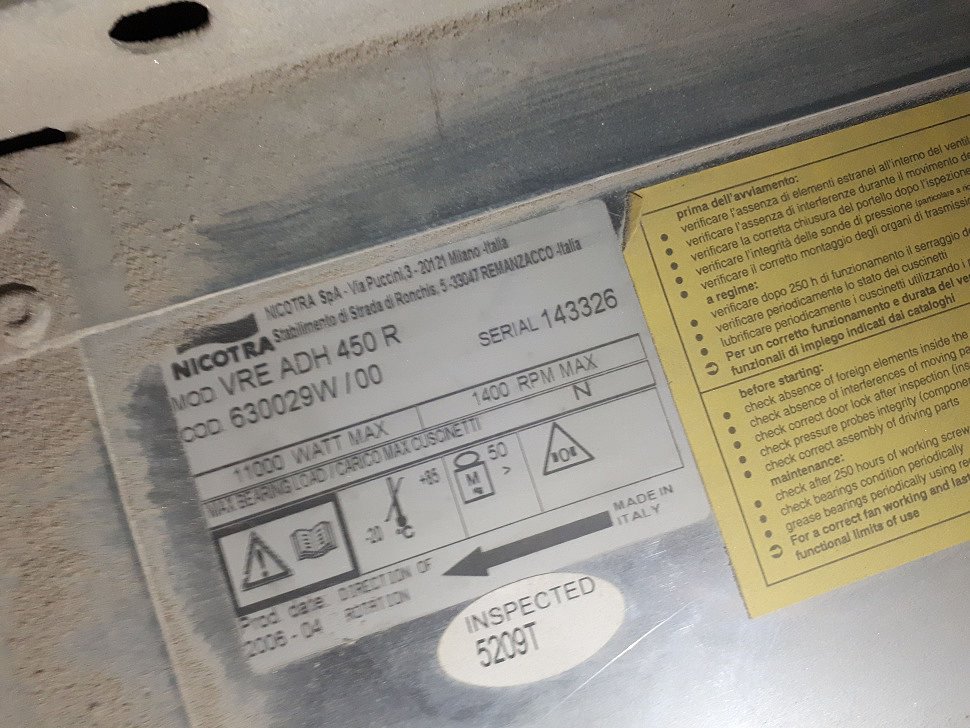 NICOTRA SpA - Via Puccini,3 - 20121 Milano -Italia
Stabilimento di Strada di Ronchis, 5 -33047 REMANZACCO -Italia
NICOTRA
MOD VRE ADH 450 R
SERIAL 143326
COD. 630029W / 00
11000 WATT MAX
1400 RPM MAX
MAX BEARING LOAD / CARICO MAX CUSCINETTI
N
-20 +85
°C
M
50
kg
>
MADE IN
ITALY
Prod. date:
2006 - 04
DIRECTION OF
ROTATION
INSPECTED
5209T
prima dell'avviamento:
verificare l'assenza di elementi estranei all'interno del
verificare l'assenza di interferenze durante il movimento
verificare la corretta chiusura del portello dopo l'ispezione
verificare l'integrità delle sonde di pressione (particolare a
verificare il corretto montaggio degli organi di
a regime:
verificare dopo 250 h di funzionamento il serraggio
verificare periodicamente lo stato dei cuscinetti
lubrificare periodicamente i cuscinetti utilizzando i
Per un corretto funzionamento e durata del
funzionali di impiego indicati dai cataloghi
before starting:
check absence of foreign elements inside the
check absence of interferences of moving
check correct door lock after inspection
check pressure probes integrity
check correct assembly of driving parts
maintenance:
check after 250 hours of working
check bearings condition periodically
grease bearings periodically using
For a correct fan working and
functional limits of use